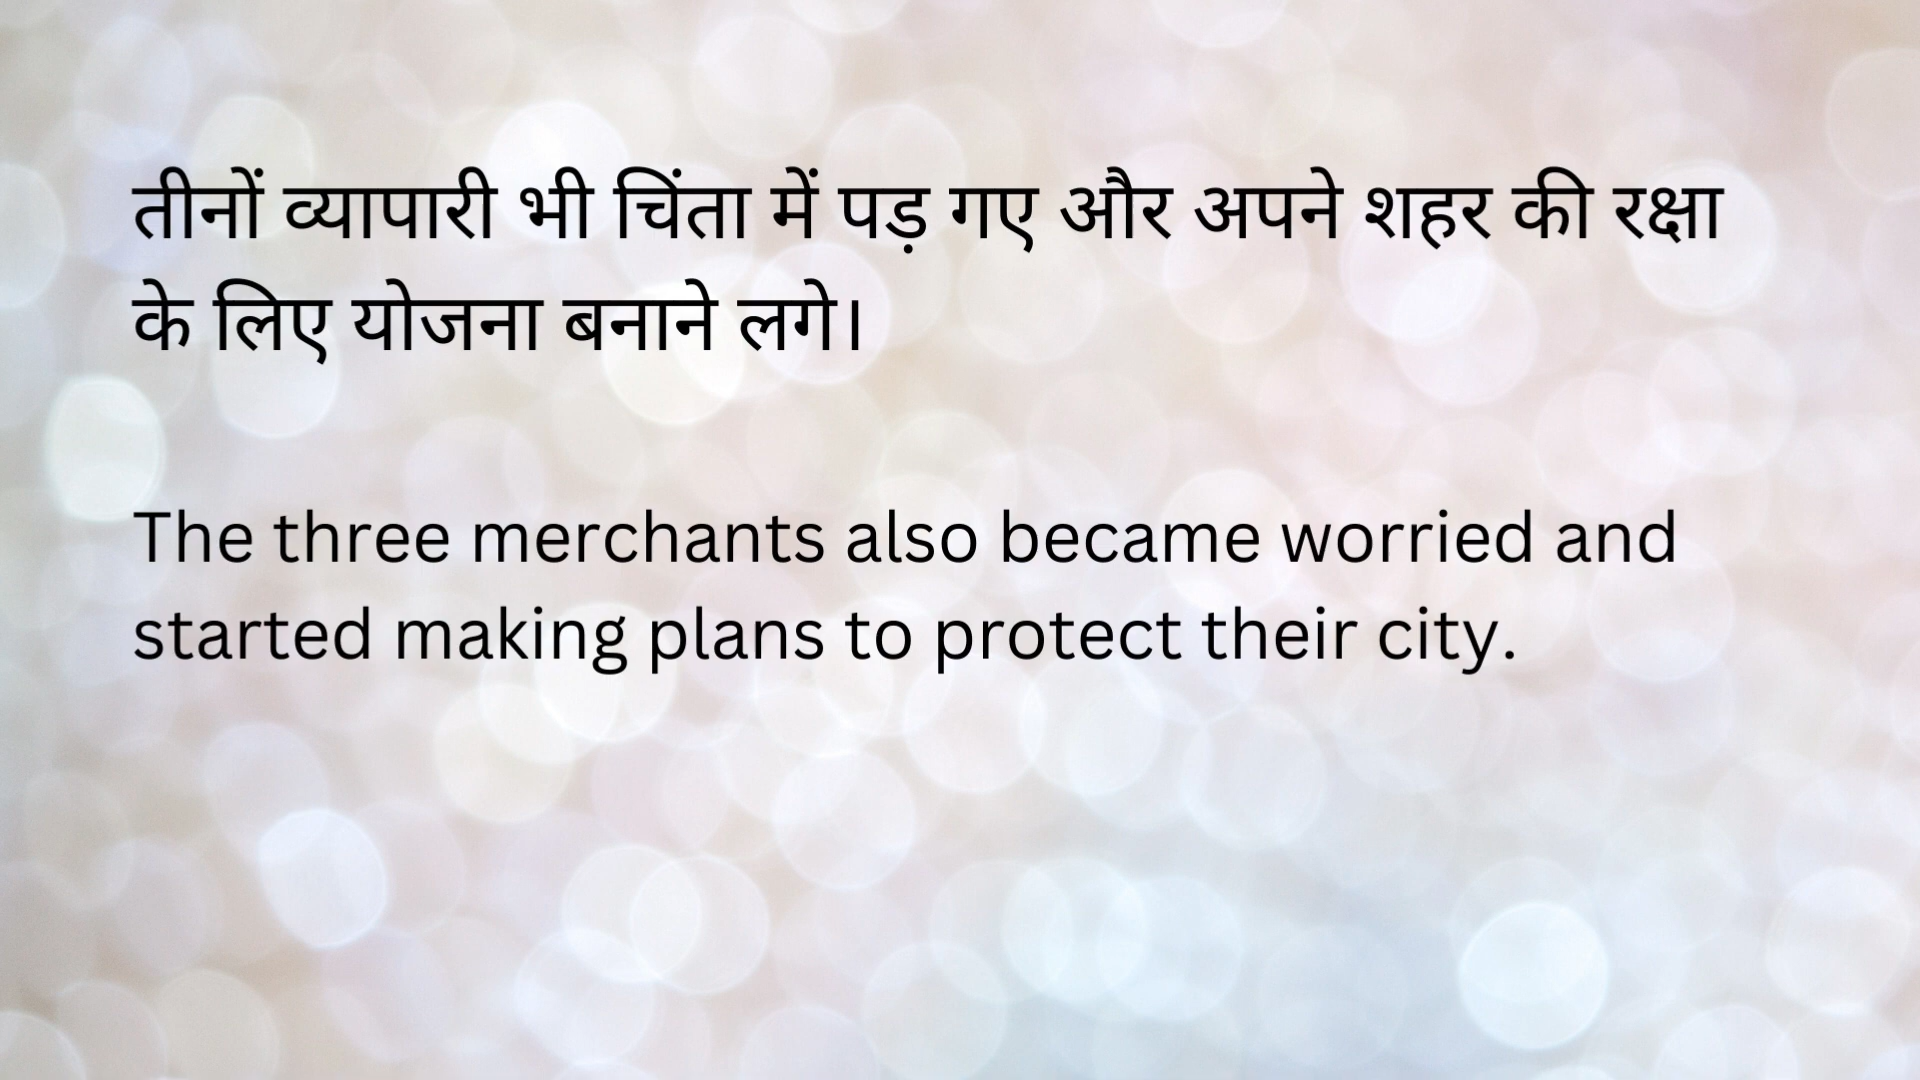 तीनों व्यापारी भी चिंता में पड़ गए और अपने शहर की रक्षा
के लिए योजना बनाने लगे।
The three merchants also became worried and
started making plans to protect their city.